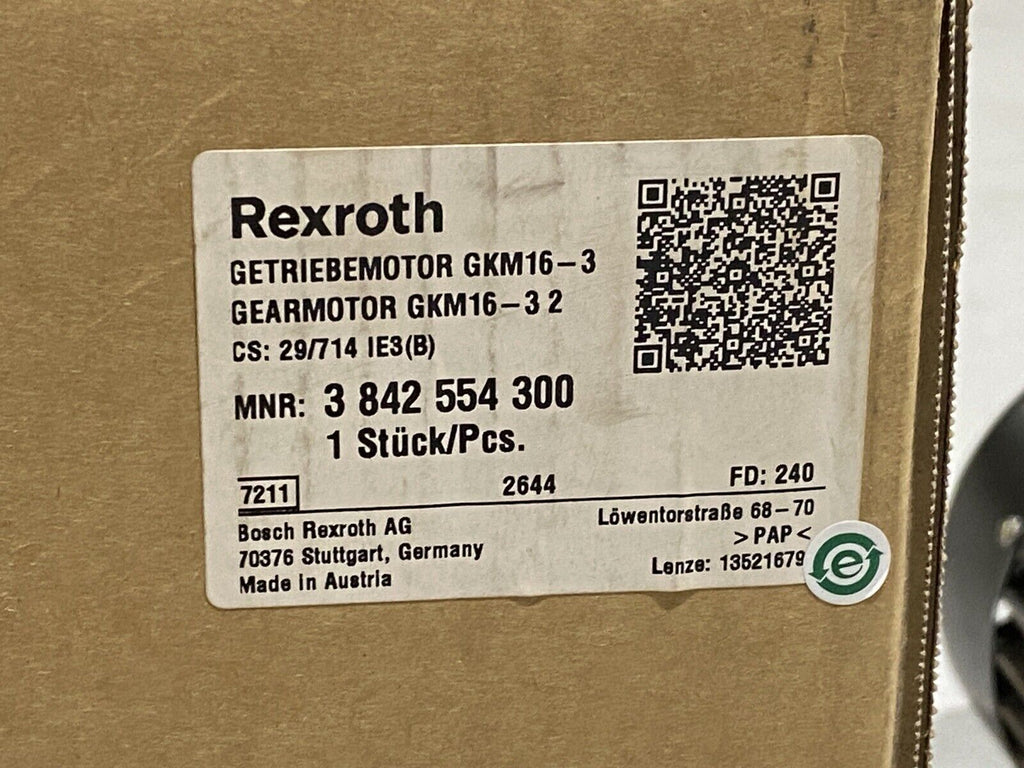 Rexroth
GETRIEBEMOTOR GKM16-3
GEARMOTOR GKM16-3 2
CS: 29/714 IE3(B)
MNR: 3 842 554 300
1 Stück/Pcs.
7211 2644 FD: 240
Bosch Rexroth AG
70376 Stuttgart, Germany
Made in Austria
Löwentorstraße 68-70
>PAP<
Lenze: 13521679
e